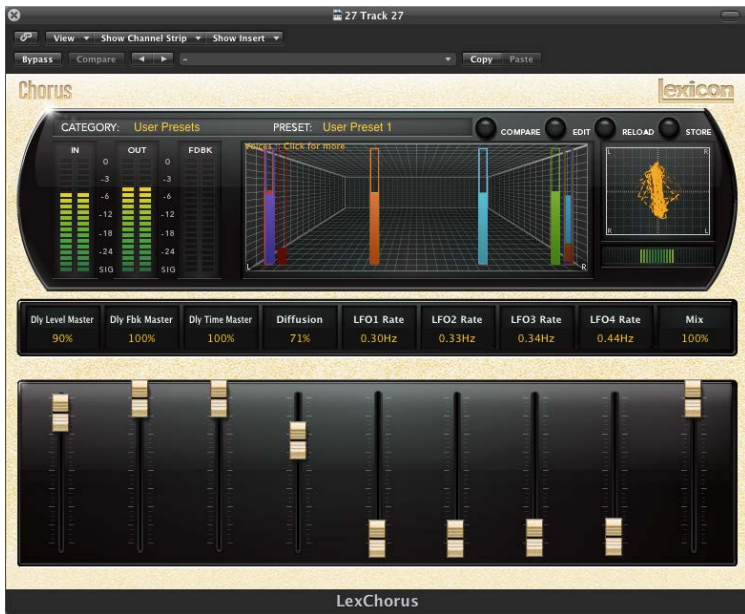 27 Track 27
View Show Channel Strip Show Insert
Bypass Compare - Copy Paste
Chorus lexicon
CATEGORY: User Presets PRESET: User Preset 1 COMPARE EDIT RELOAD STORE
IN OUT FDBK Voices :: Click for more.
0 0
-3 -3
-6 -6
-12 -12
-18 -18
-24 -24
SIG SIG
L R
L R
R L
Dly Level Master Dly Fbk Master Dly Time Master Diffusion LFO1 Rate LFO2 Rate LFO3 Rate LFO4 Rate Mix
90% 100% 100% 71% 0.30Hz 0.33Hz 0.34Hz 0.44Hz 100%
LexChorus